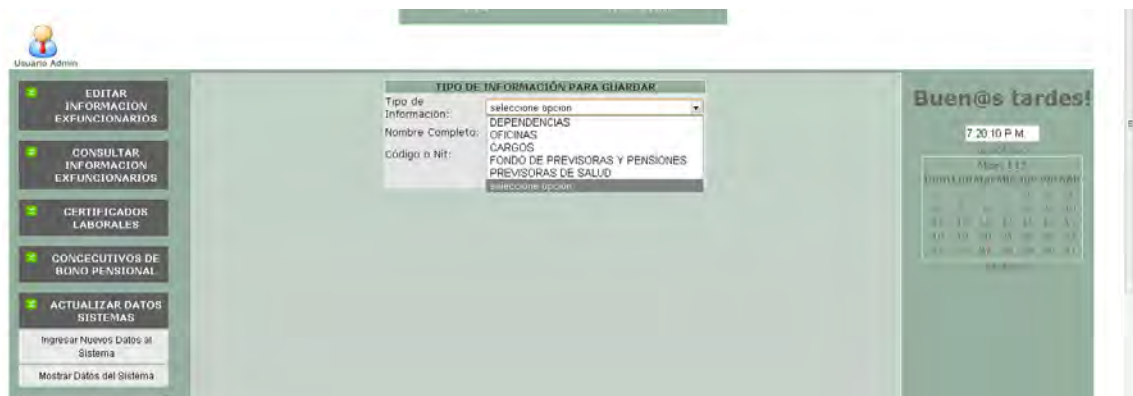 Usuario Admin
EDITAR
INFORMACION
EXFUNCIONARIOS
CONSULTAR
INFORMACION
EXFUNCIONARIOS
CERTIFICADOS
LABORALES
CONCECUTIVOS DE
BONO PENSIONAL
ACTUALIZAR DATOS
SISTEMAS
Ingresar Nuevos Datos al
Sistema
Mostrar Datos del Sistema
TIPO DE INFORMACIÓN PARA GUARDAR
Tipo de
Información:
seleccione opcion
Nombre Completo:
Código o Nit:
DEPENDENCIAS
OFICINAS
CARGOS
FONDO DE PREVISORAS Y PENSIONES
PREVISORAS DE SALUD
seleccione opcion
Buen@s tardes!
7:20:10 P.M.